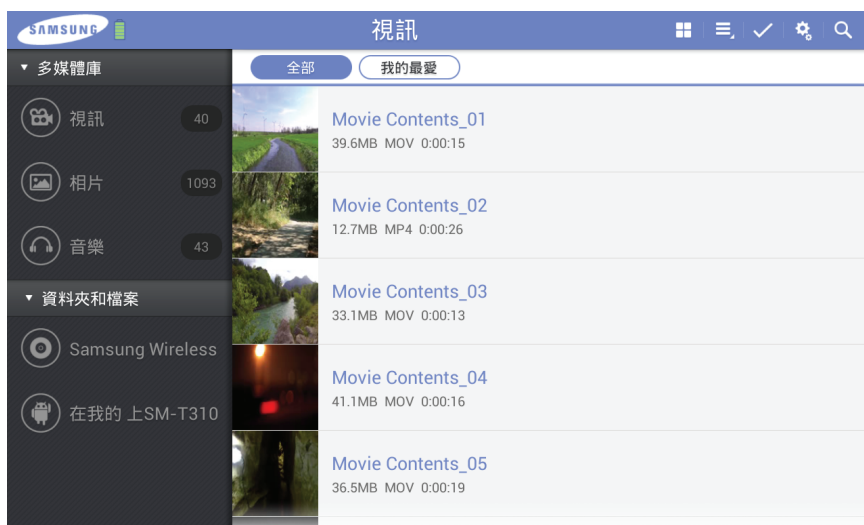 SAMSUNG
視訊
多媒體庫
視訊 40
相片 1093
音樂 43
資料夾和檔案
Samsung Wireless
在我的 上SM-T310
全部 我的最愛
Movie Contents_01
39.6MB MOV 0:00:15
Movie Contents_02
12.7MB MP4 0:00:26
Movie Contents_03
33.1MB MOV 0:00:13
Movie Contents_04
41.1MB MOV 0:00:16
Movie Contents_05
36.5MB MOV 0:00:19